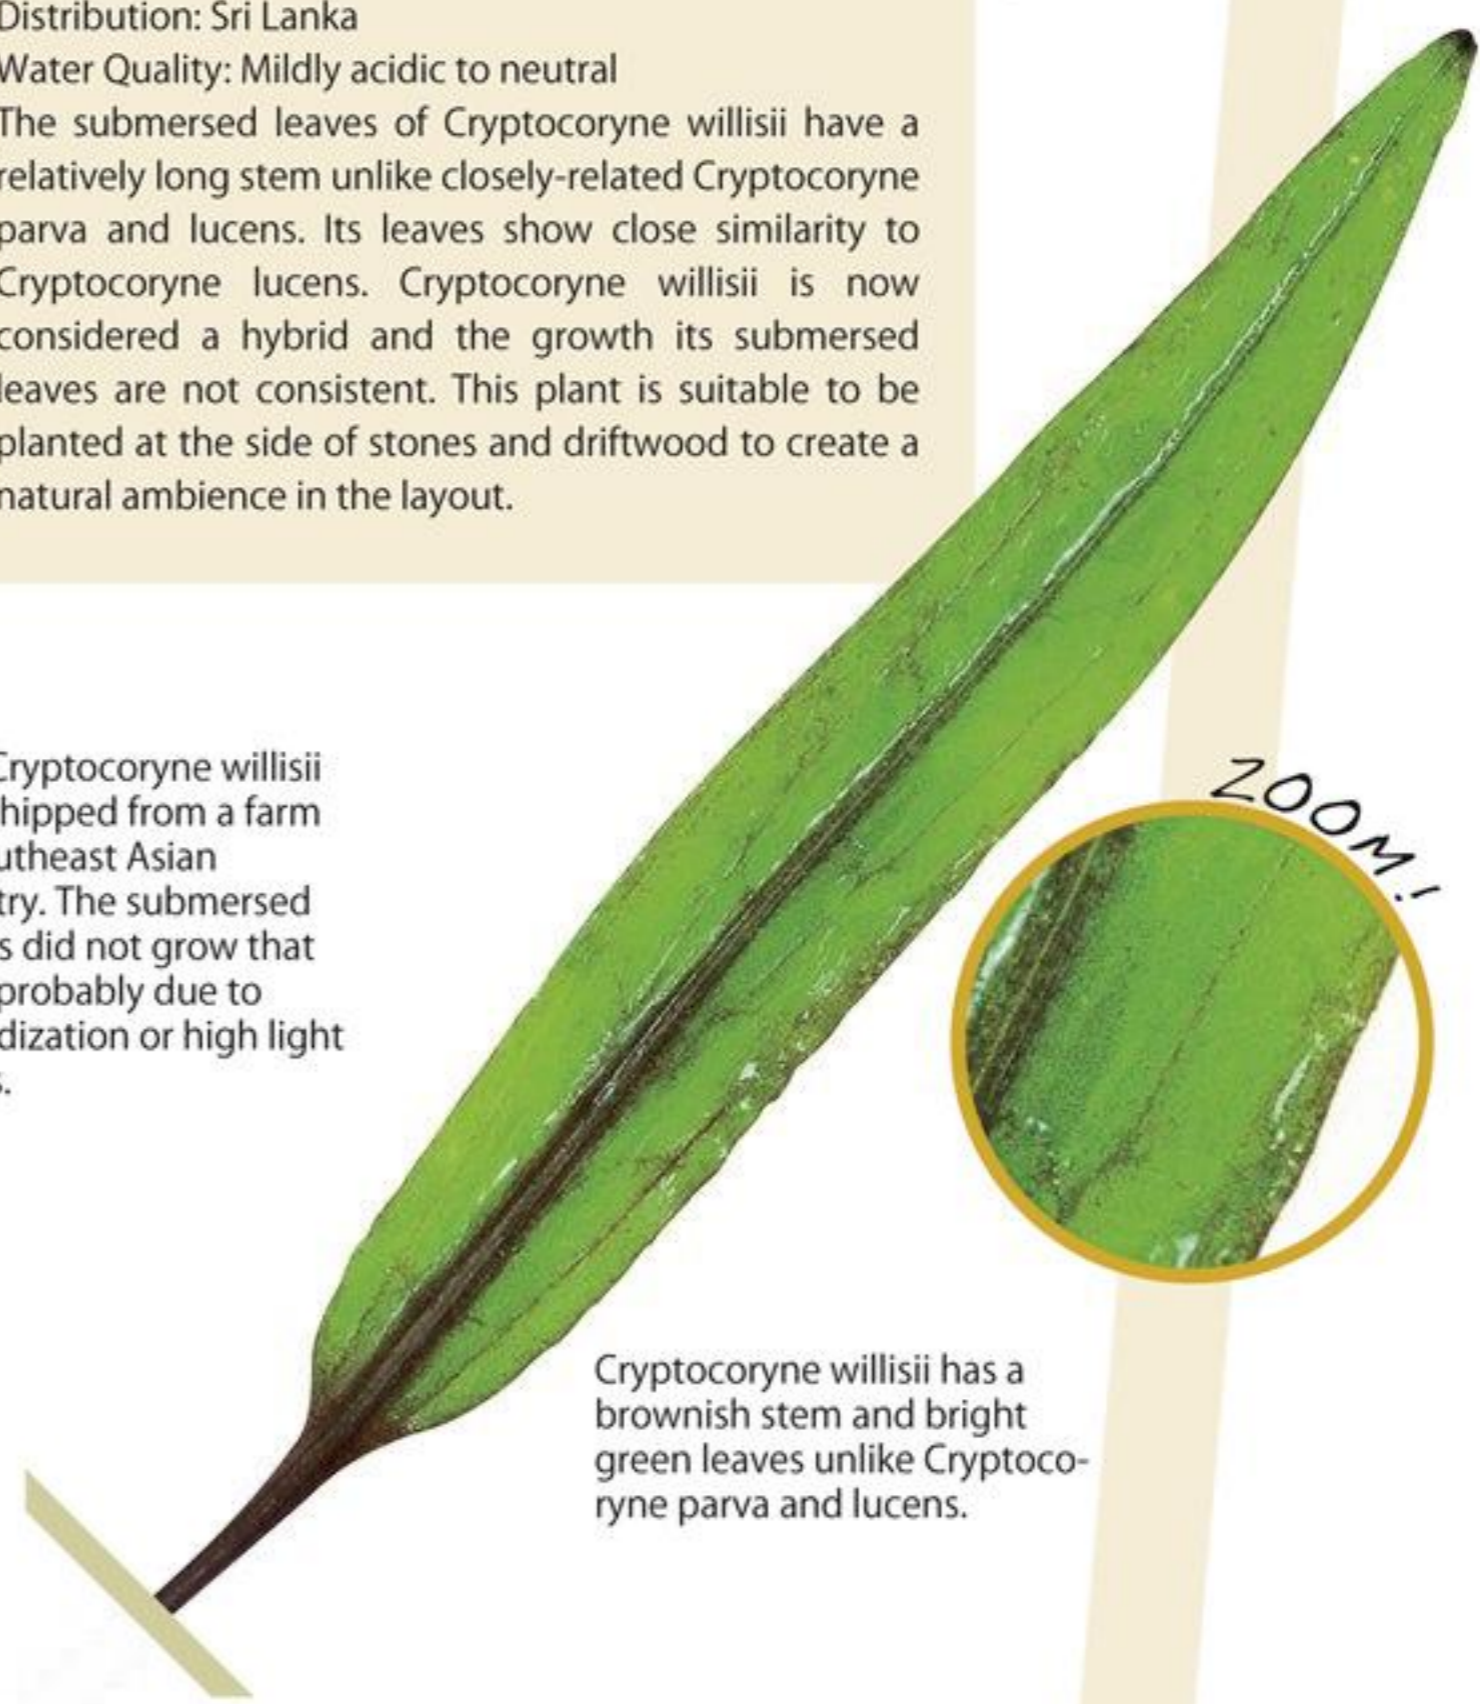 Distribution: Sri Lanka
Water Quality: Mildly acidic to neutral
The submersed leaves of Cryptocoryne willisii have a
relatively long stem unlike closely-related Cryptocoryne
parva and lucens. Its leaves show close similarity to
Cryptocoryne lucens. Cryptocoryne willisii is now
considered a hybrid and the growth its submersed
leaves are not consistent. This plant is suitable to be
planted at the side of stones and driftwood to create a
natural ambience in the layout.
Cryptocoryne willisii
hipped from a farm
utheast Asian
try. The submersed
s did not grow that
probably due to
dization or high light
s.
ZOOM!
Cryptocoryne willisii has a
brownish stem and bright
green leaves unlike Cryptoco-
ryne parva and lucens.